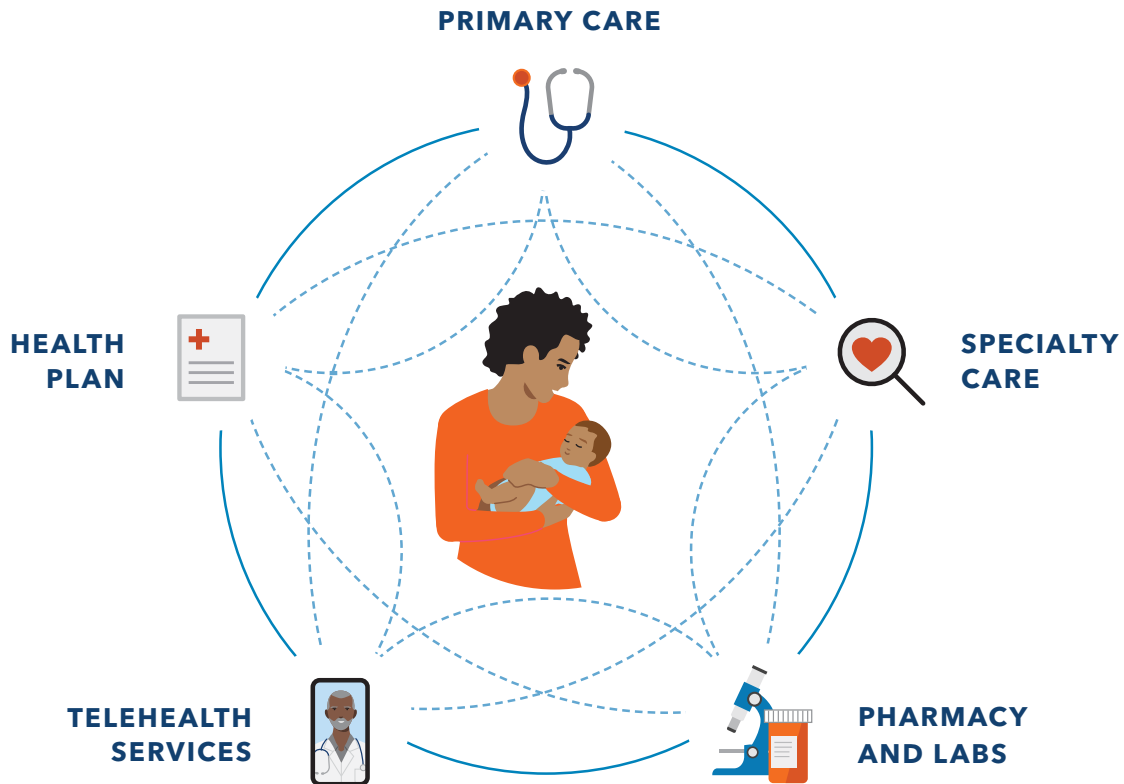 PRIMARY CARE
HEALTH
PLAN
SPECIALTY
CARE
TELEHEALTH
SERVICES
PHARMACY
AND LABS